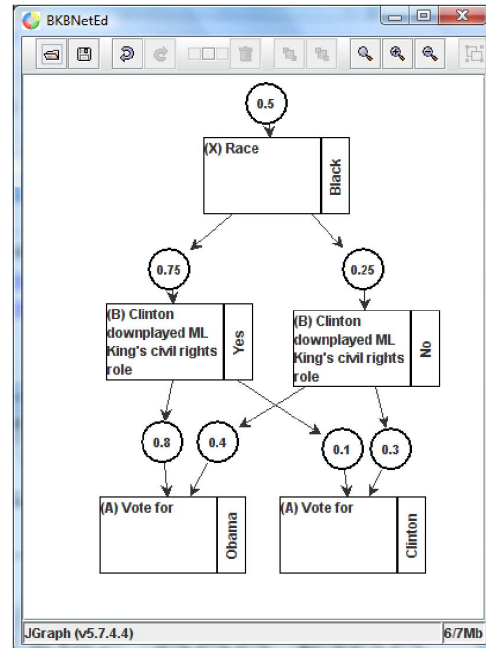 BKBNetEd
0.5
(X) Race
Black
0.75
0.25
(B) Clinton
downplayed ML
King's civil rights
role
Yes
(B) Clinton
downplayed ML
King's civil rights
role
No
0.8
0.4
0.1
0.3
(A) Vote for
Obama
(A) Vote for
Clinton
JGraph (v5.7.4.4)
6/7Mb